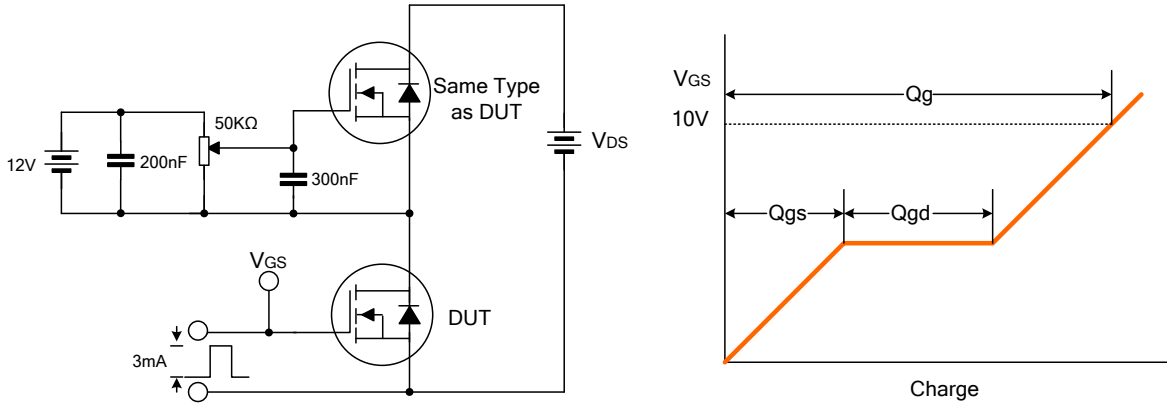 Same Type
as DUT
50KΩ
12V
200nF
300nF
VDS
VGS
DUT
3mA
VGS
10V
Qg
Qgs
Qgd
Charge